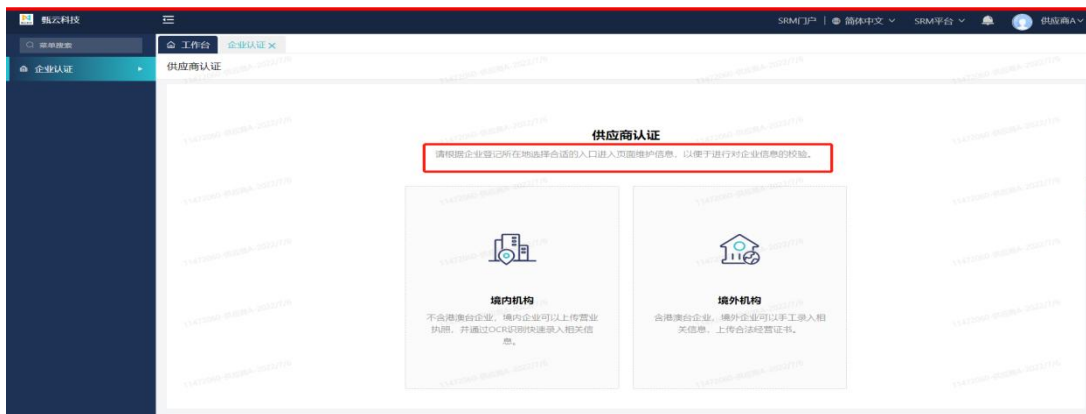 甄云科技
SRM门户 | 简体中文 SRM平台 供应商A
菜单搜索
工作台 企业认证 ×
企业认证
供应商认证
供应商认证
请根据企业登记所在地选择合适的入口进入页面维护信息，以便于进行对企业信息的校验。
境内机构
不含港澳台企业，境内企业可以上传营业
执照，并通过OCR识别快速录入相关信
息。
境外机构
含港澳台企业，境外企业可以手工录入相
关信息，上传合法经营证书。